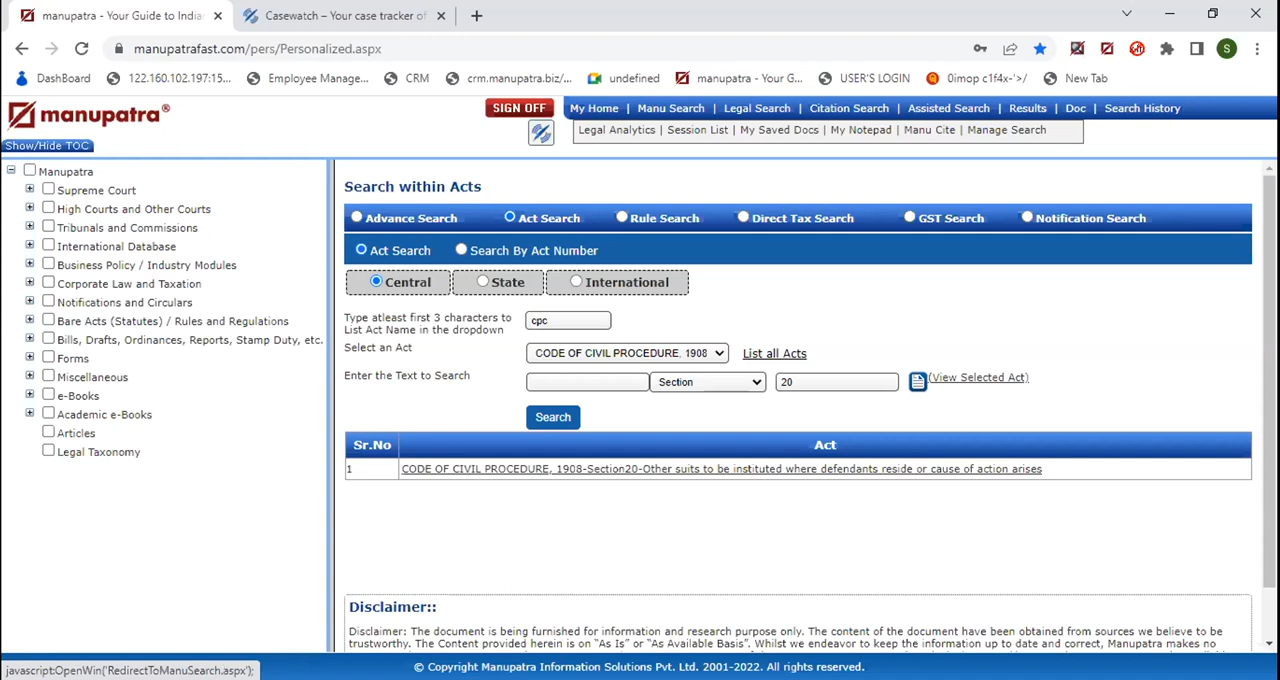 manupatra - Your Guide to India
Casewatch – Your case tracker of
manupatrafast.com/pers/Personalized.aspx
S
DashBoard
122.160.102.197:15...
Employee Manage...
CRM
crm.manupatra.biz/...
undefined
manupatra - Your G...
USER'S LOGIN
0imop c1f4x-'>/
New Tab
manupatra®
SIGN OFF
My Home | Manu Search | Legal Search | Citation Search | Assisted Search | Results | Doc | Search History
Legal Analytics | Session List | My Saved Docs | My Notepad | Manu Cite | Manage Search
Show/Hide TOC
Manupatra
Supreme Court
High Courts and Other Courts
Tribunals and Commissions
International Database
Business Policy / Industry Modules
Corporate Law and Taxation
Notifications and Circulars
Bare Acts (Statutes) / Rules and Regulations
Bills, Drafts, Ordinances, Reports, Stamp Duty, etc.
Forms
Miscellaneous
e-Books
Academic e-Books
Articles
Legal Taxonomy
Search within Acts
Advance Search
Act Search
Rule Search
Direct Tax Search
GST Search
Notification Search
Act Search
Search By Act Number
Central
State
International
Type atleast first 3 characters to
List Act Name in the dropdown
cpc
Select an Act
CODE OF CIVIL PROCEDURE, 1908
List all Acts
Enter the Text to Search
Section
20
(View Selected Act)
Search
Sr.No
Act
1
CODE OF CIVIL PROCEDURE, 1908-Section20-Other suits to be instituted where defendants reside or cause of action arises
Disclaimer::
Disclaimer: The document is being furnished for information and research purpose only. The content of the document have been obtained from sources we believe to be
trustworthy. The Content provided herein is on "As Is" or "As Available Basis". Whilst we endeavor to keep the information up to date and correct, Manupatra makes no
javascript:OpenWin('RedirectToManuSearch.aspx');
© Copyright Manupatra Information Solutions Pvt. Ltd. 2001-2022. All rights reserved.